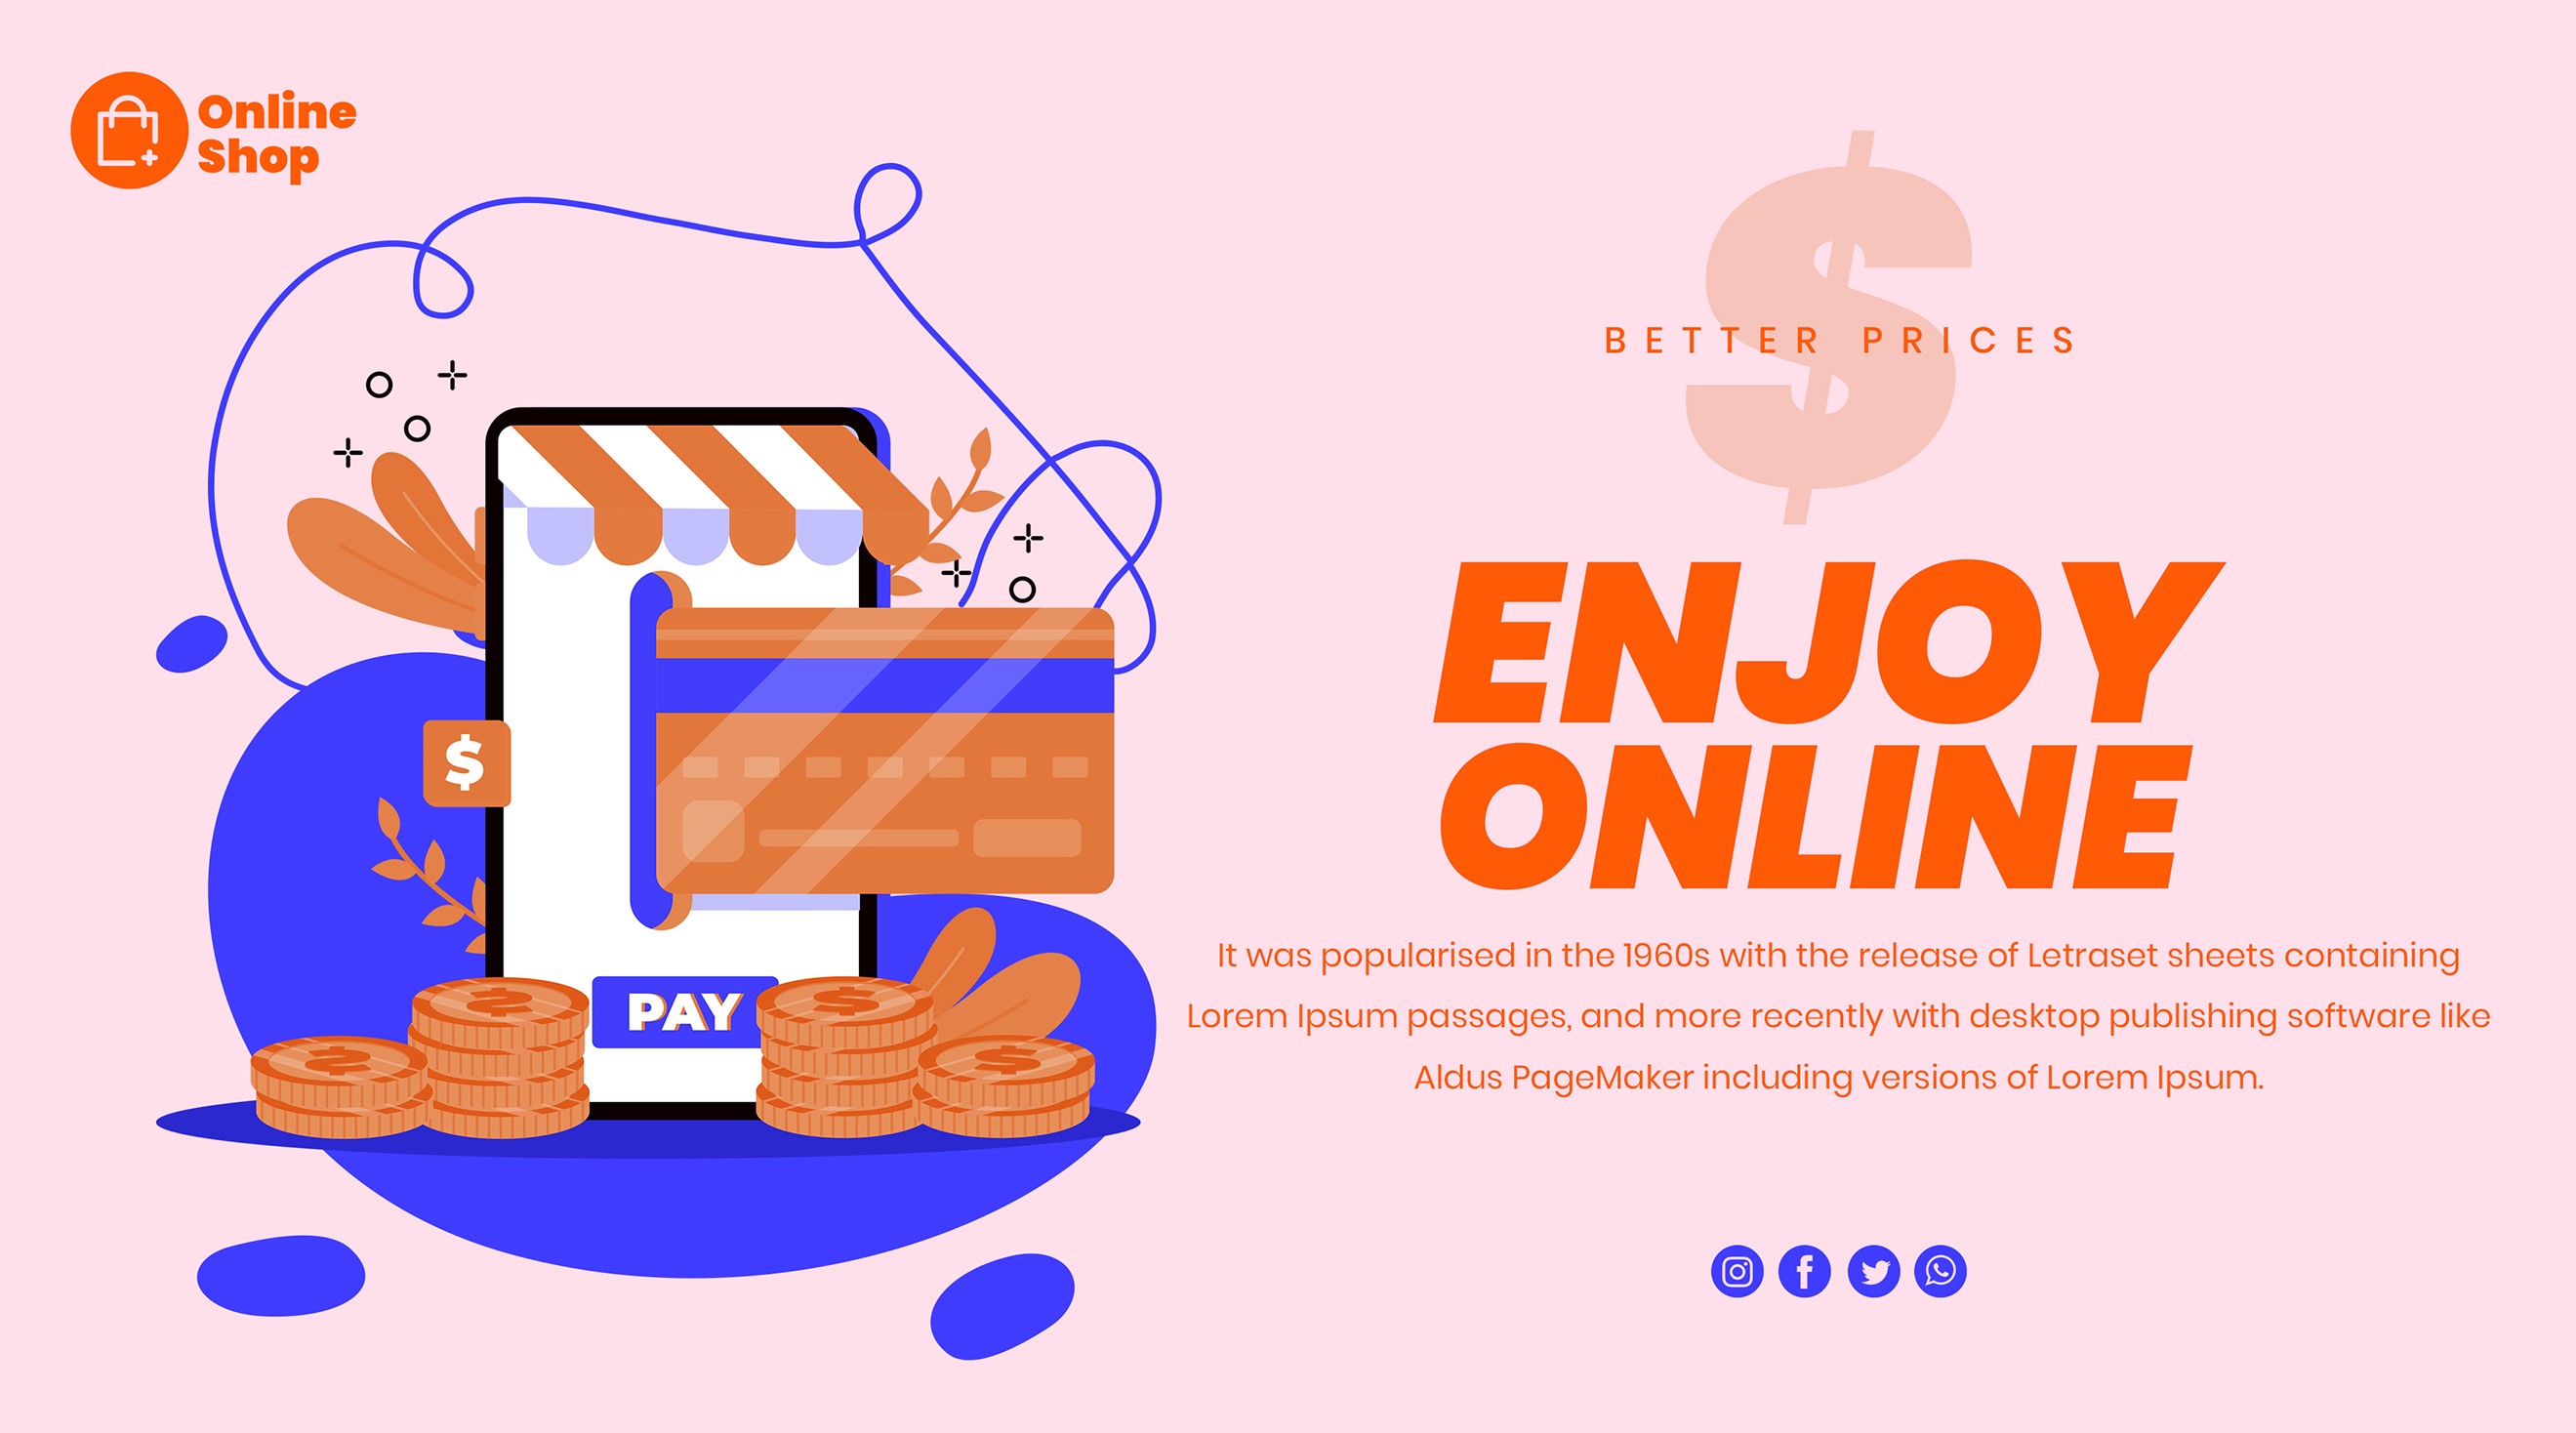 Online
Shop
$
BETTER PRICES
ENJOY
ONLINE
It was popularised in the 1960s with the release of Letraset sheets containing
Lorem Ipsum passages, and more recently with desktop publishing software like
Aldus PageMaker including versions of Lorem Ipsum.
$
PAY
$
$
$
$